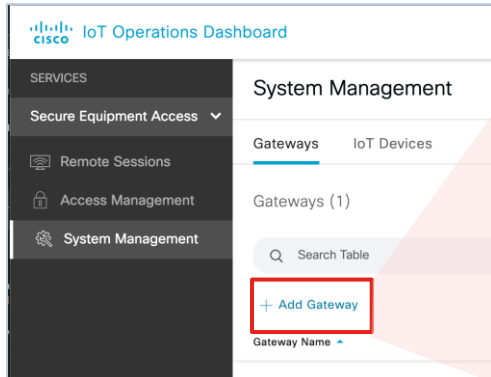 cisco IoT Operations Dashboard
SERVICES
Secure Equipment Access
Remote Sessions
Access Management
System Management
System Management
Gateways IoT Devices
Gateways (1)
Search Table
+ Add Gateway
Gateway Name